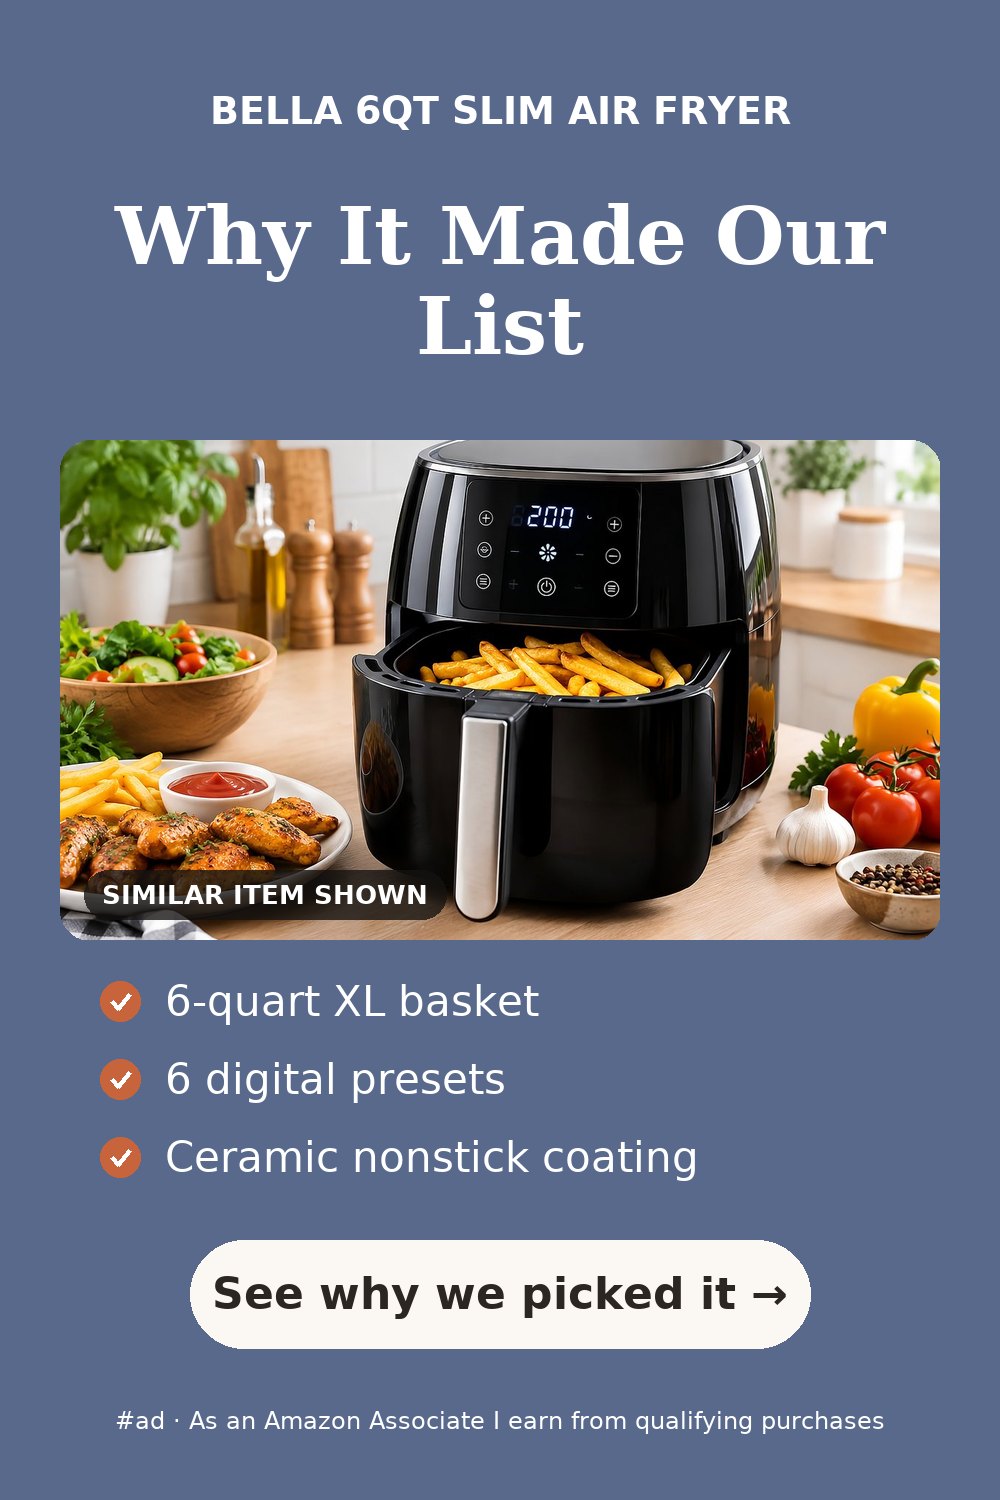 BELLA 6QT SLIM AIR FRYER
Why It Made Our
List
200
SIMILAR ITEM SHOWN
6-quart XL basket
6 digital presets
Ceramic nonstick coating
See why we picked it →
#ad · As an Amazon Associate I earn from qualifying purchases